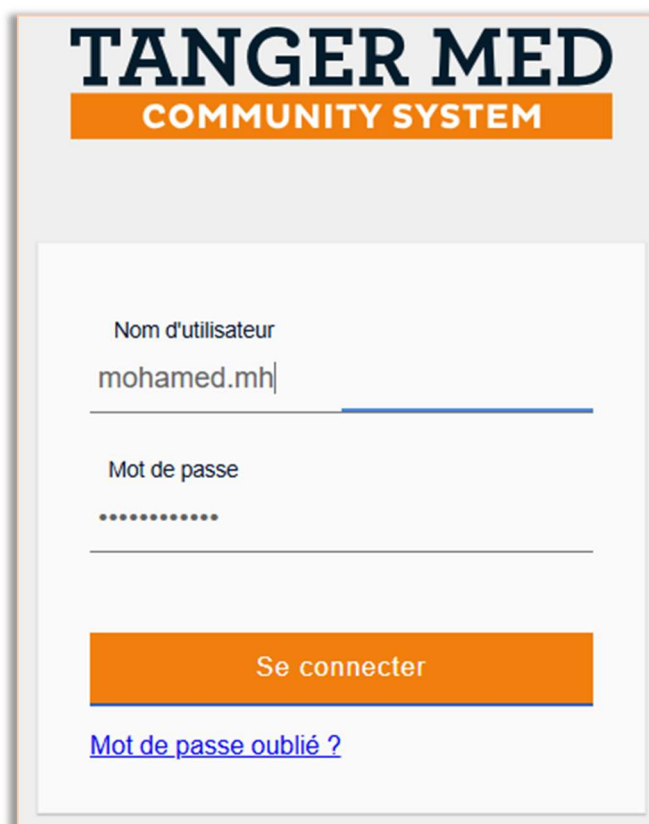 TANGER MED
COMMUNITY SYSTEM
Nom d'utilisateur
mohamed.mh
Mot de passe
••••••••••••
Se connecter
Mot de passe oublié ?